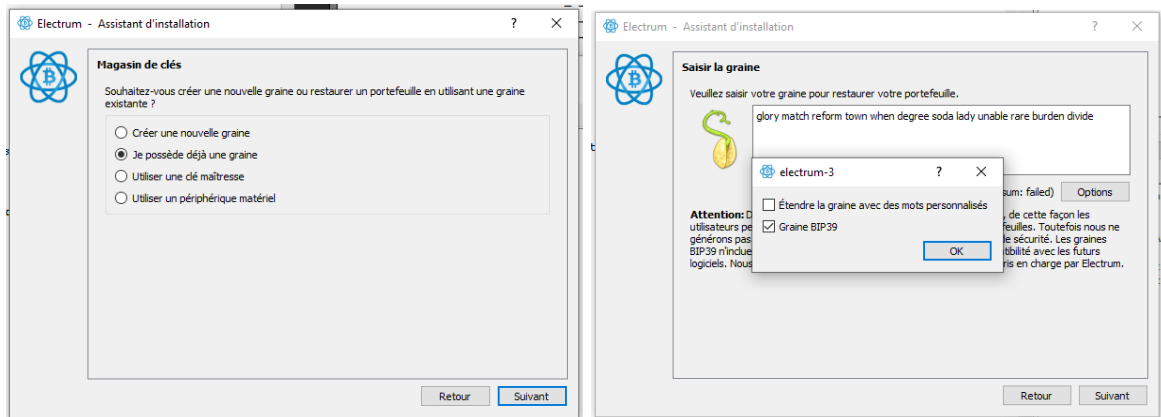 Electrum - Assistant d'installation
Magasin de clés
Souhaitez-vous créer une nouvelle graine ou restaurer un portefeuille en utilisant une graine
existante ?
Créer une nouvelle graine
Je possède déjà une graine
Utiliser une clé maîtresse
Utiliser un périphérique matériel
Retour
Suivant
Electrum - Assistant d'installation
Saisir la graine
Veuillez saisir votre graine pour restaurer votre portefeuille.
glory match reform town when degree soda lady unable rare burden divide
electrum-3
Étendre la graine avec des mots personnalisés
Graine BIP39
OK
sum: failed)
Options
Attention: , de cette façon les
utilisateurs feuilles. Toutefois nous ne
générons pas le sécurité. Les graines
BIP39 avec les futurs
logiciels. Nous en charge par Electrum.
Retour
Suivant